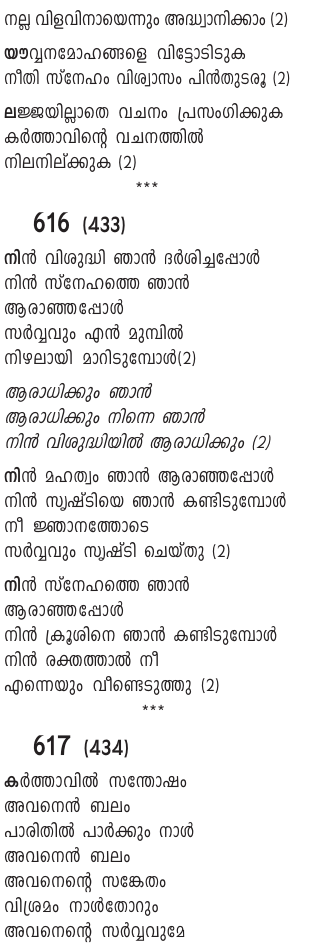 നല്ല വിളവിനായെന്നും അദ്ധ്വാനിക്കാം (2)
യൗവ്വനമോഹങ്ങളെ വിട്ടോടിടുക
നീതി സ്നേഹം വിശ്വാസം പിൻതുടരൂ (2)
ലജ്ജയില്ലാതെ വചനം പ്രസംഗിക്കുക
കർത്താവിന്റെ വചനത്തിൽ
നിലനില്ക്കുക (2)
***
616 (433)
നിൻ വിശുദ്ധി ഞാൻ ദർശിച്ചപ്പോൾ
നിൻ സ്നേഹത്തെ ഞാൻ
ആരാഞ്ഞപ്പോൾ
സർവ്വവും എൻ മുമ്പിൽ
നിഴലായി മാറിടുമ്പോൾ(2)
ആരാധിക്കും ഞാൻ
ആരാധിക്കും നിന്നെ ഞാൻ
നിൻ വിശുദ്ധിയിൽ ആരാധിക്കും (2)
നിൻ മഹത്വം ഞാൻ ആരാഞ്ഞപ്പോൾ
നിൻ സൃഷ്ടിയെ ഞാൻ കണ്ടിടുമ്പോൾ
നീ ജ്ഞാനത്തോടെ
സർവ്വവും സൃഷ്ടി ചെയ്തു (2)
നിൻ സ്നേഹത്തെ ഞാൻ
ആരാഞ്ഞപ്പോൾ
നിൻ ക്രൂശിനെ ഞാൻ കണ്ടിടുമ്പോൾ
നിൻ രക്തത്താൽ നീ
എന്നെയും വീണ്ടെടുത്തു (2)
***
617 (434)
കർത്താവിൽ സന്തോഷം
അവനെൻ ബലം
പാരിതിൽ പാർക്കും നാൾ
അവനെൻ ബലം
അവനെന്റെ സങ്കേതം
വിശ്രമം നാൾതോറും
അവനെന്റെ സർവ്വവുമേ